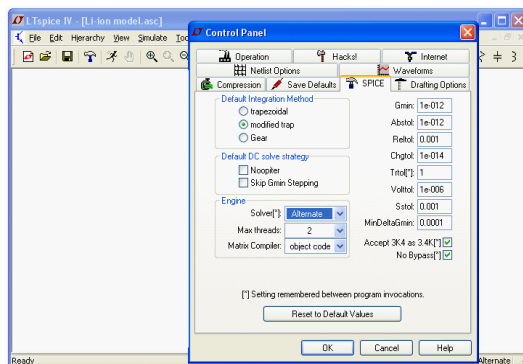 LTspice IV - [Li-ion model.asc]
File Edit Hierarchy View Simulate
Control Panel
Operation Hacks! Internet
Netlist Options Waveforms
Compression Save Defaults SPICE Drafting Options
Default Integration Method
trapezoidal
modified trap
Gear
Default DC solve strategy
Noopiter
Skip Gmin Stepping
Engine
Solver[*]: Alternate
Max threads: 2
Matrix Compiler: object code
Gmin: 1e-012
Abstol: 1e-012
Reltol: 0.001
Chgtol: 1e-014
Trtol[*]: 1
Volttol: 1e-006
Sstol: 0.001
MinDeltaGmin: 0.0001
Accept 3K4 as 3.4K[*]
No Bypass[*]
[*] Setting remembered between program invocations.
Reset to Default Values
OK Cancel Help
Ready
Alternate